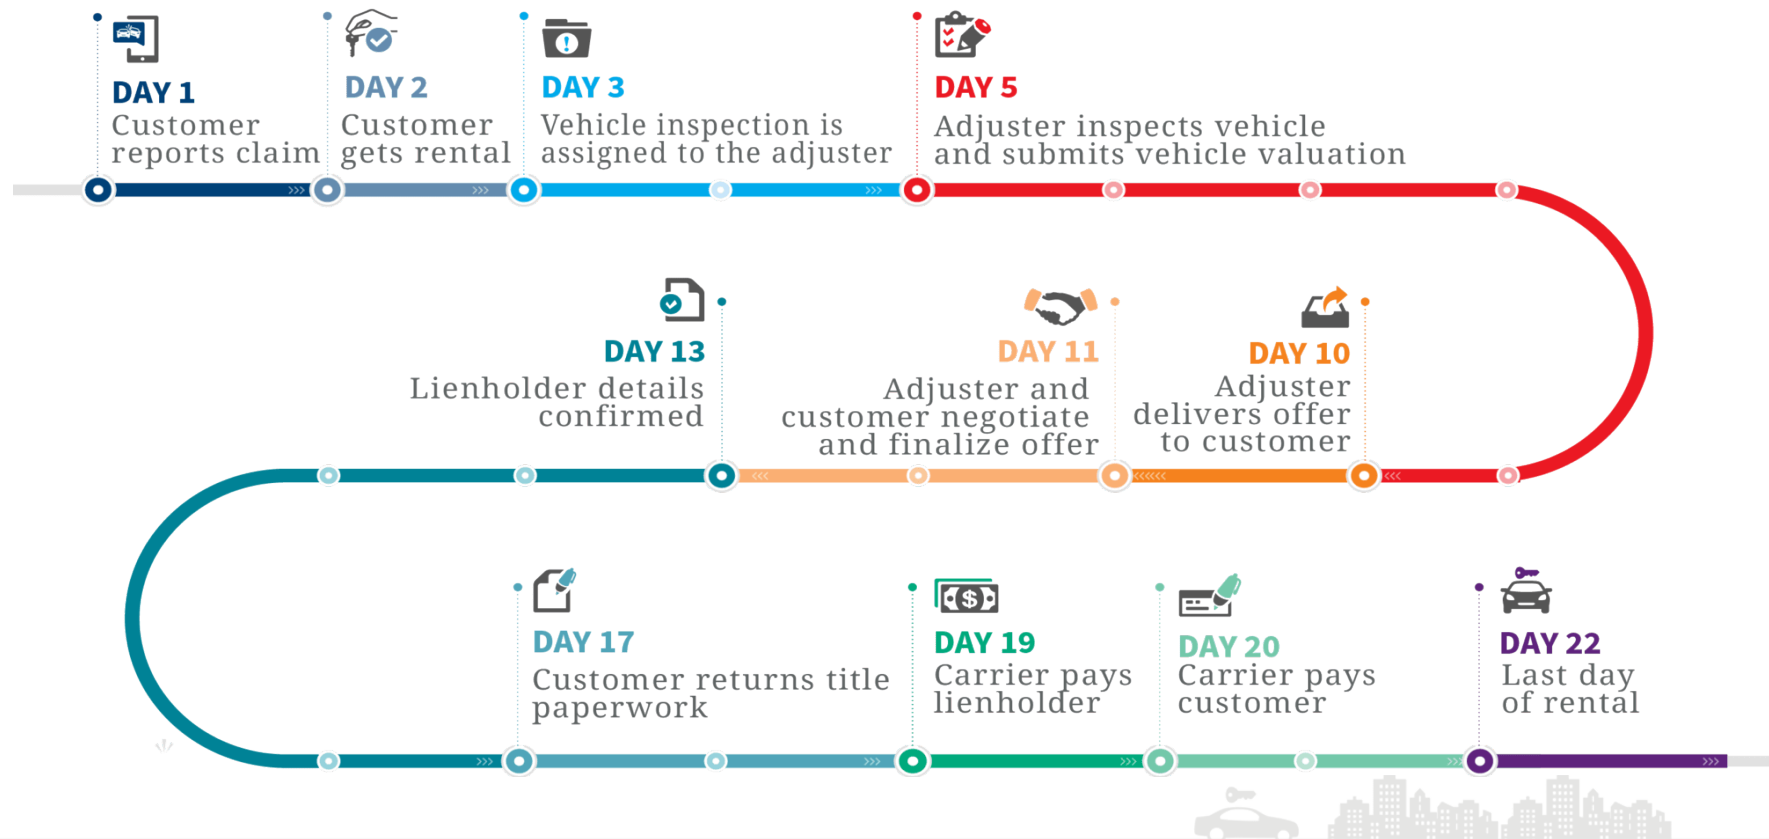 DAY 1
Customer
reports claim
DAY 2
Customer
gets rental
DAY 3
Vehicle inspection is
assigned to the adjuster
DAY 5
Adjuster inspects vehicle
and submits vehicle valuation
DAY 10
Adjuster
delivers offer
to customer
DAY 11
Adjuster and
customer negotiate
and finalize offer
DAY 13
Lienholder details
confirmed
DAY 17
Customer returns title
paperwork
DAY 19
Carrier pays
lienholder
DAY 20
Carrier pays
customer
DAY 22
Last day
of rental